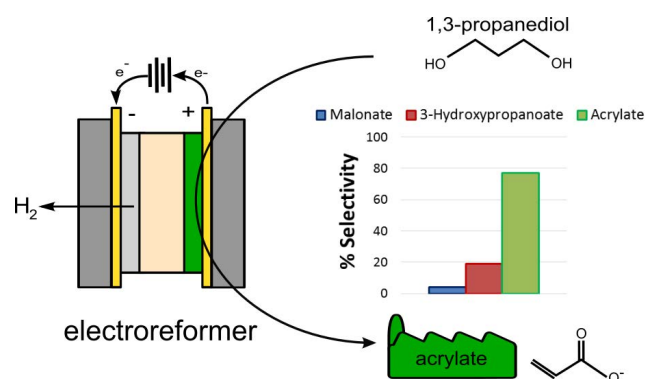 1,3-propanediol
HO
OH
e-
e-
-
+
H2
Malonate 3-Hydroxypropanoate Acrylate
100
80
60
40
20
0
% Selectivity
electroreformer
acrylate
O
O-